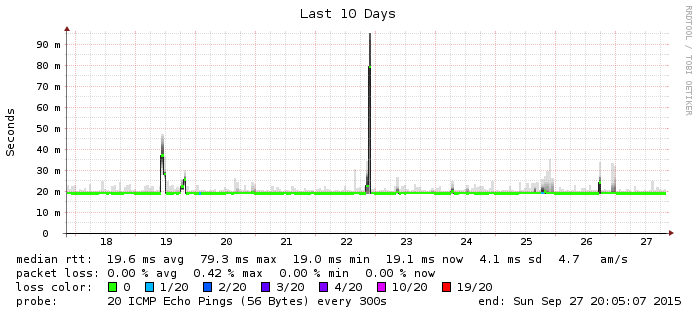 Last 10 Days
RRDTOOL / TOBI OETIKER
Seconds
90 m
80 m
70 m
60 m
50 m
40 m
30 m
20 m
10 m
0
18 19 20 21 22 23 24 25 26 27
median rtt: 19.6 ms avg 79.3 ms max 19.0 ms min 19.1 ms now 4.1 ms sd 4.7 am/s
packet loss: 0.00 % avg 0.42 % max 0.00 % min 0.00 % now
loss color: 0 1/20 2/20 3/20 4/20 10/20 19/20
probe: 20 ICMP Echo Pings (56 Bytes) every 300s end: Sun Sep 27 20:05:07 2015